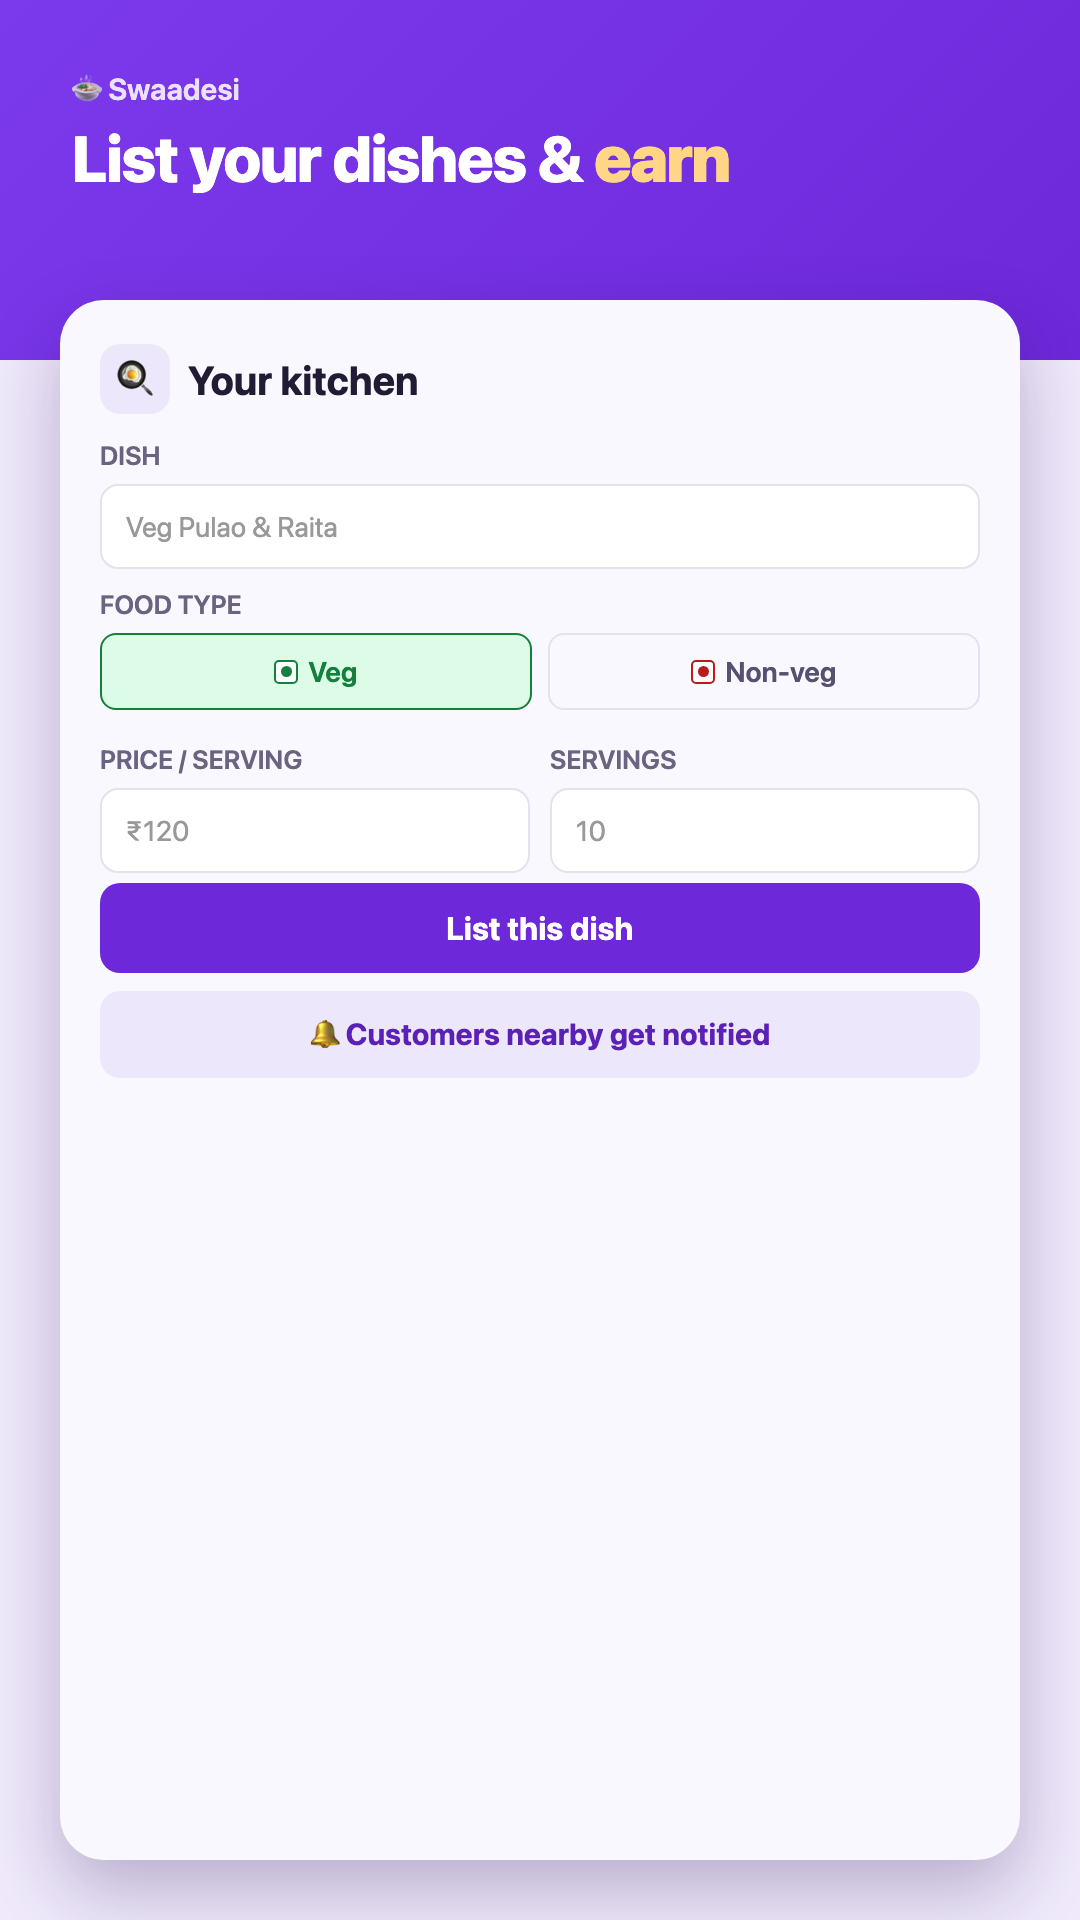 Swaadesi
List your dishes & earn
Your kitchen
DISH
Veg Pulao & Raita
FOOD TYPE
Veg
Non-veg
PRICE / SERVING
SERVINGS
₹120
10
List this dish
Customers nearby get notified